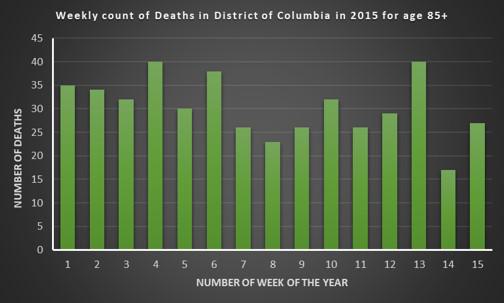 Weekly count of Deaths in District of Columbia in 2015 for age 85+
NUMBER OF DEATHS
45
40
35
30
25
20
15
10
5
0
1 2 3 4 5 6 7 8 9 10 11 12 13 14 15
NUMBER OF WEEK OF THE YEAR